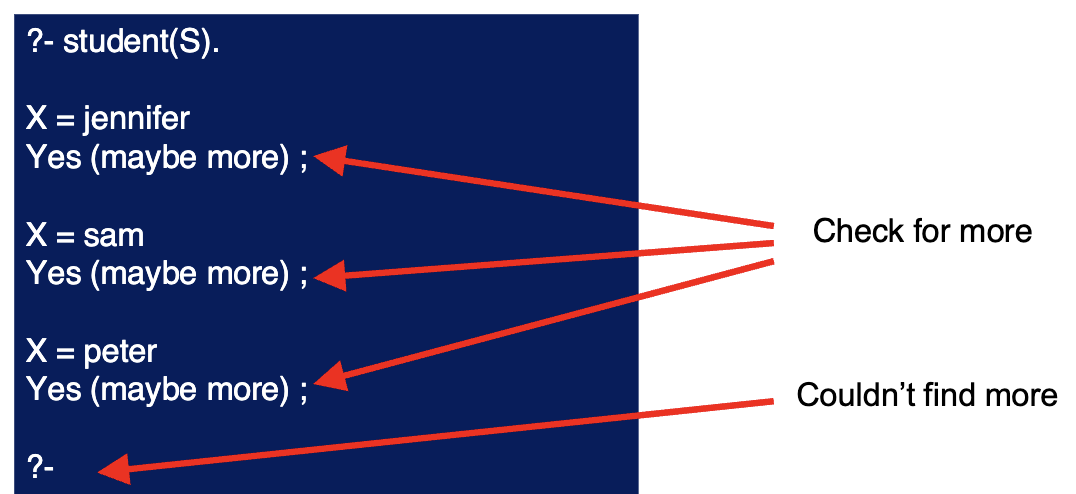 ?- student(S).
X = jennifer
Yes (maybe more) ;
X = sam
Yes (maybe more) ;
X = peter
Yes (maybe more) ;
?-
Check for more
Couldn’t find more